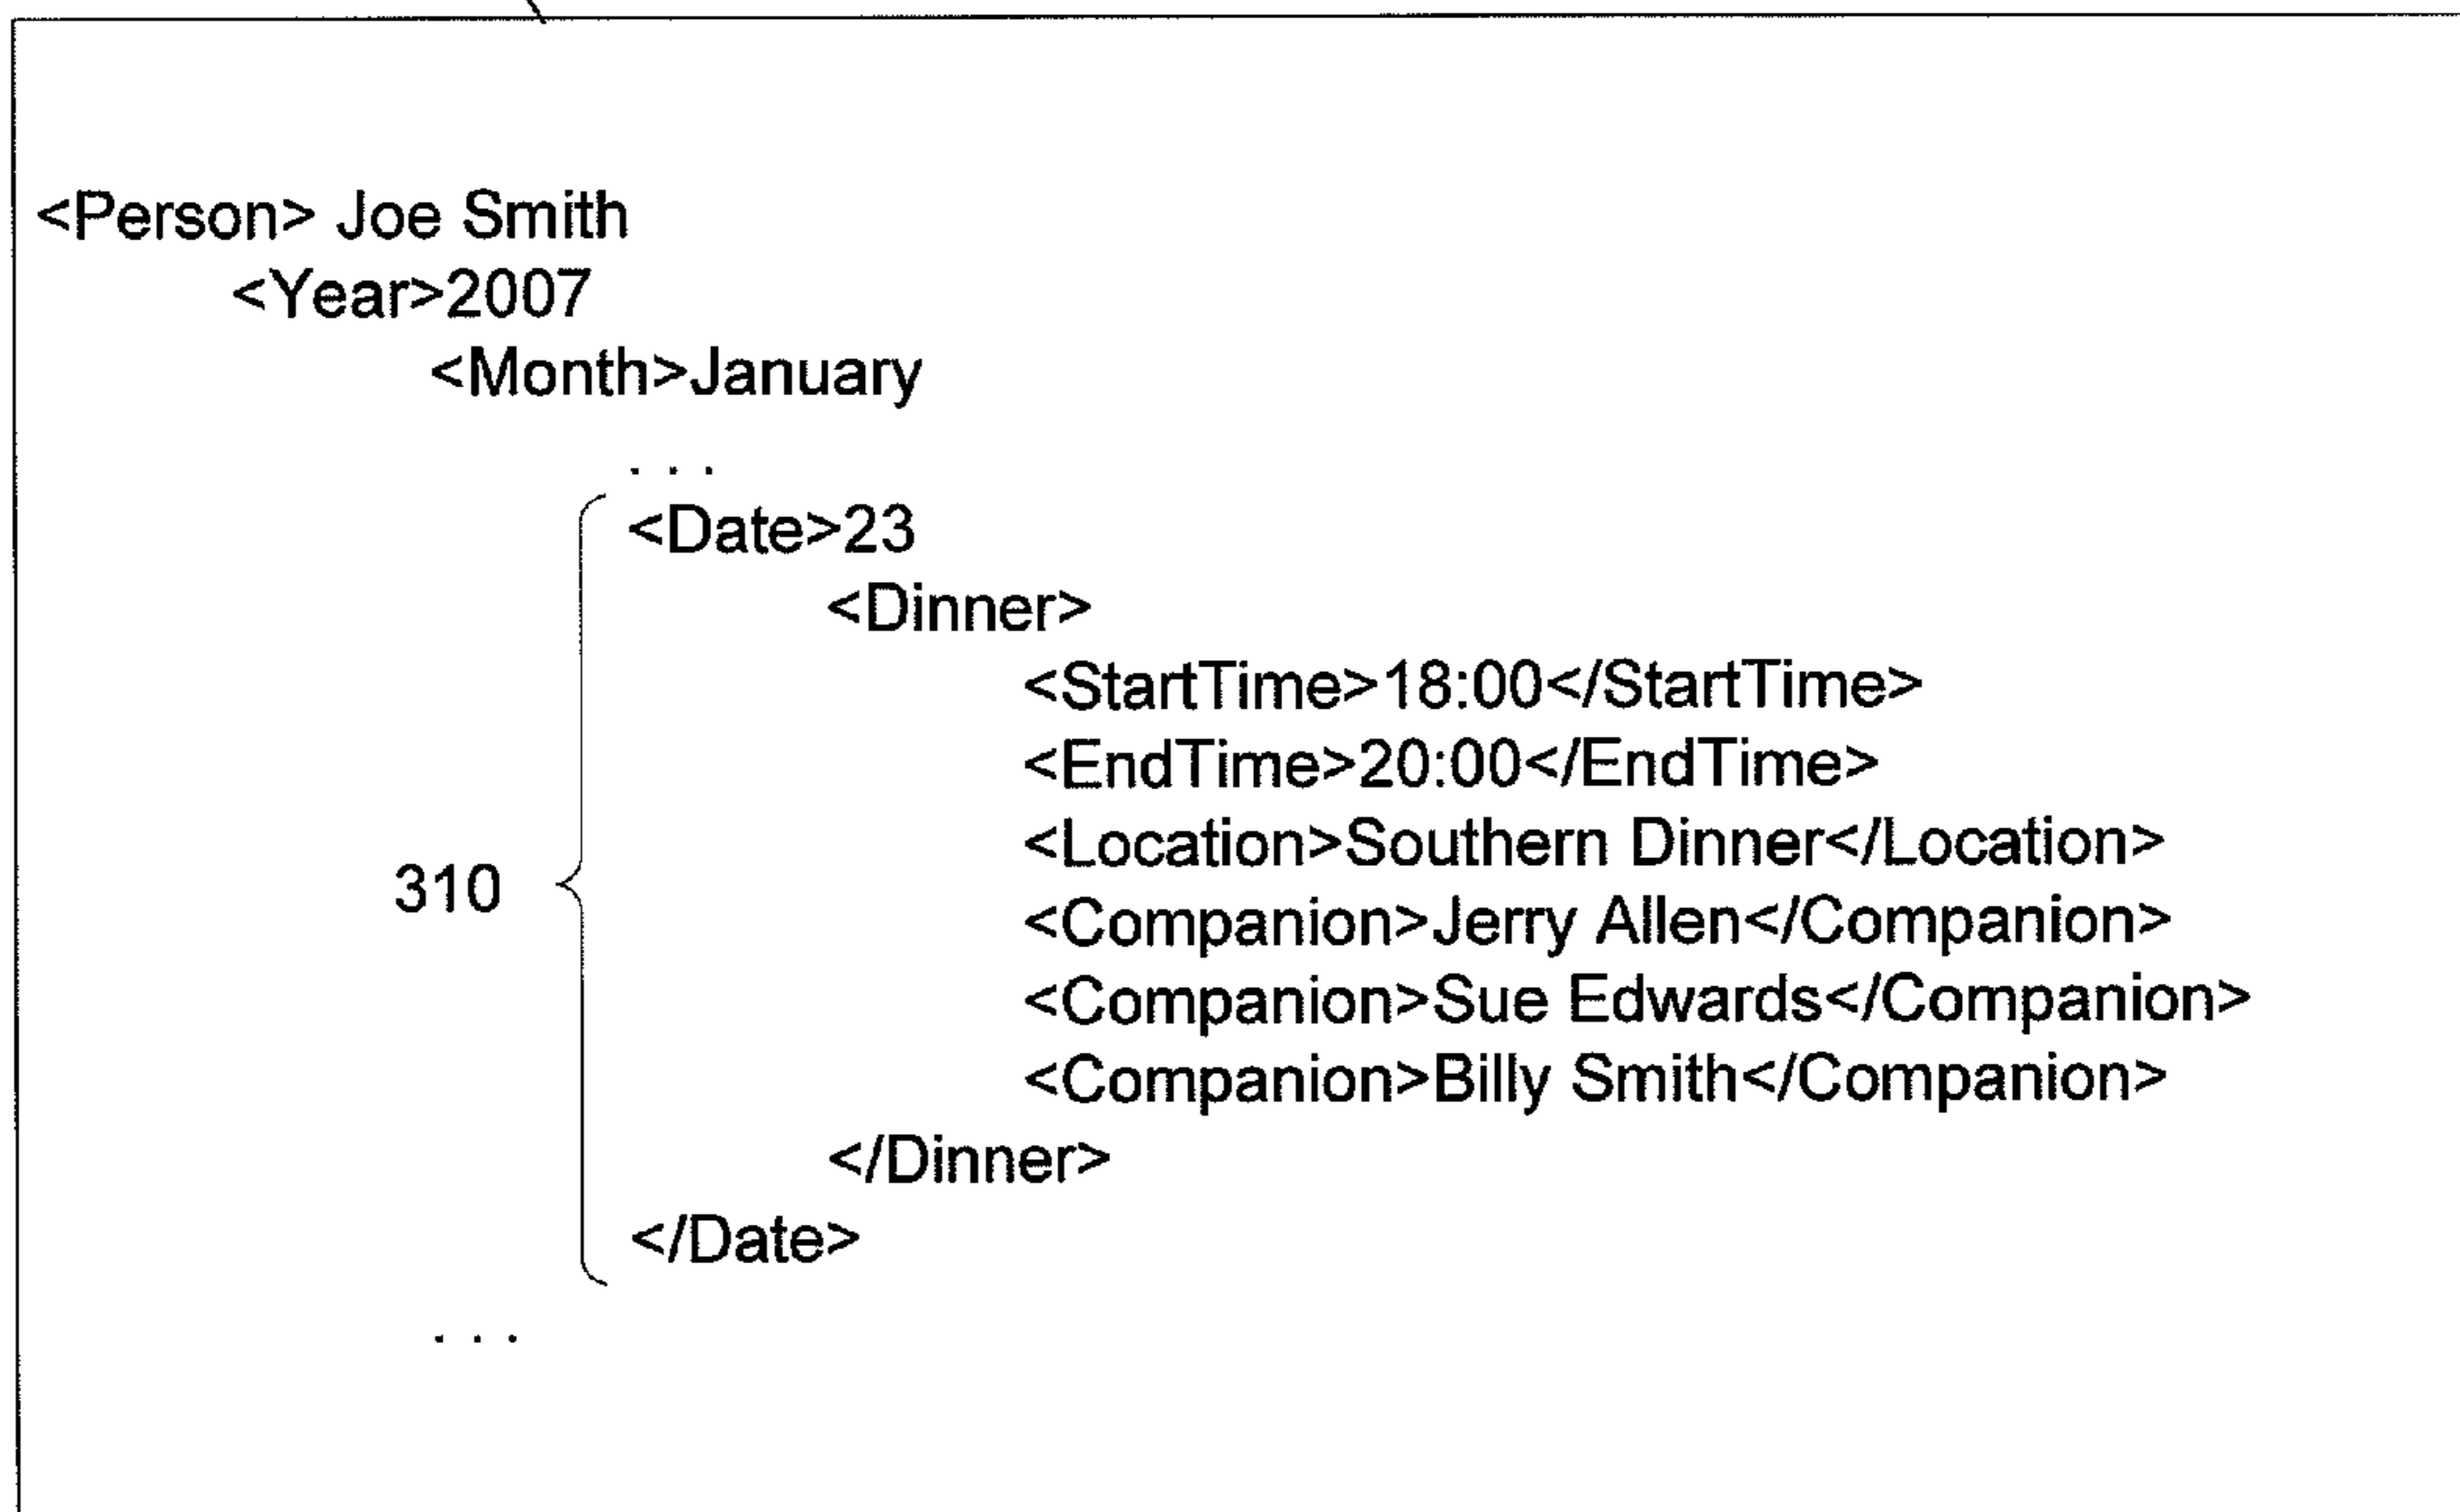 <Person> Joe Smith
<Year>2007
<Month>January
. . .
<Date>23
<Dinner>
<StartTime>18:00</StartTime>
<EndTime>20:00</EndTime>
<Location>Southern Dinner</Location>
310
<Companion>Jerry Allen</Companion>
<Companion>Sue Edwards</Companion>
<Companion>Billy Smith</Companion>
</Dinner>
</Date>
. . .